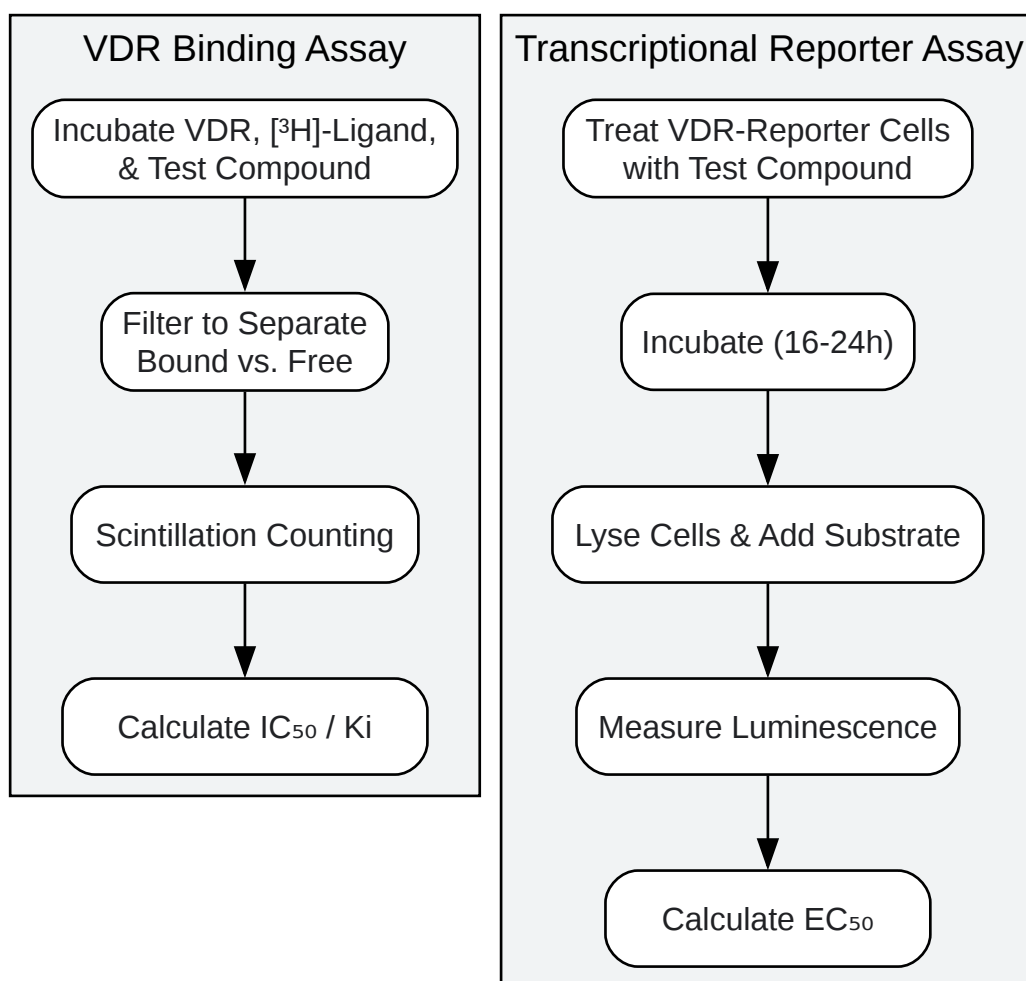 VDR Binding Assay
Incubate VDR, [³H]-Ligand,
& Test Compound
Filter to Separate
Bound vs. Free
Scintillation Counting
Calculate IC₅₀ / Ki
Transcriptional Reporter Assay
Treat VDR-Reporter Cells
with Test Compound
Incubate (16-24h)
Lyse Cells & Add Substrate
Measure Luminescence
Calculate EC₅₀